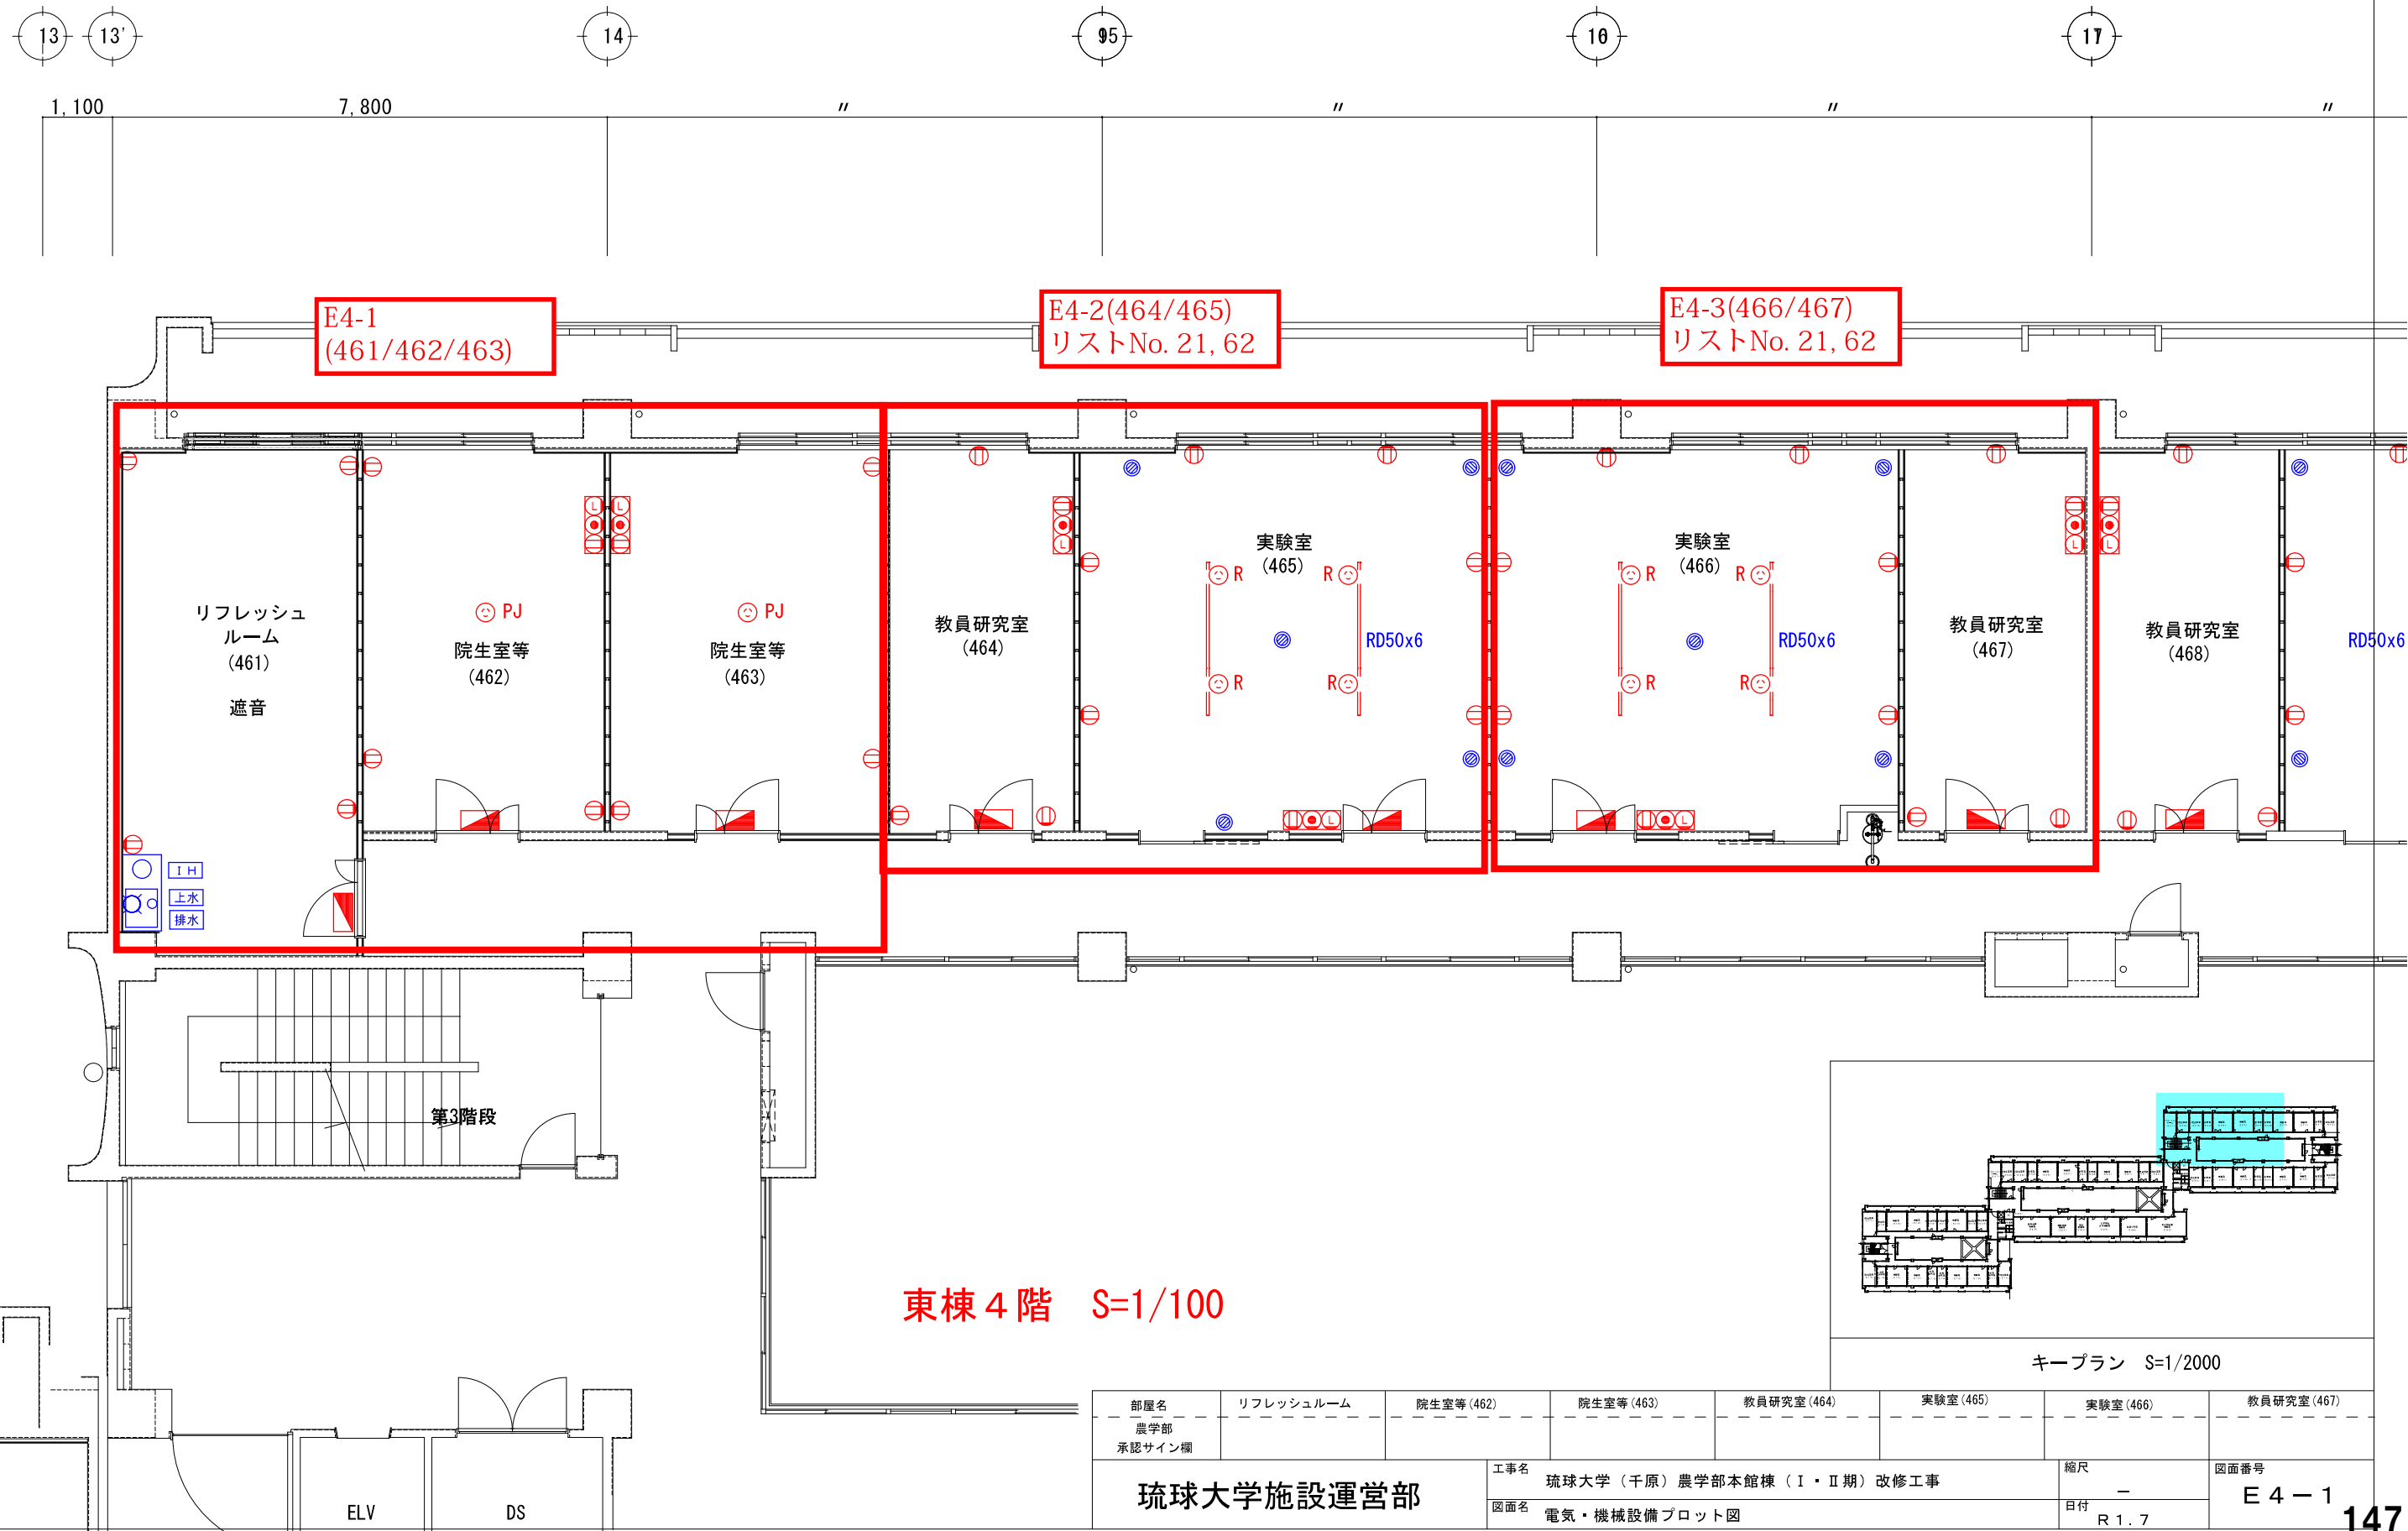 13
13'
14
15
16
17
1,100
7,800
〃
〃
〃
〃
E4-1
(461/462/463)
E4-2(464/465)
リストNo. 21, 62
E4-3(466/467)
リストNo. 21, 62
リフレッシュ
ルーム
(461)
遮音
PJ
院生室等
(462)
PJ
院生室等
(463)
教員研究室
(464)
実験室
(465)
R
R
R
R
RD50x6
実験室
(466)
R
R
R
R
RD50x6
教員研究室
(467)
教員研究室
(468)
RD50x6
L
L
L
L
L
L
L
ＩＨ
上水
排水
第3階段
ELV
DS
東棟４階　S=1/100
キープラン　S=1/2000
部屋名
リフレッシュルーム
院生室等(462)
院生室等(463)
教員研究室(464)
実験室(465)
実験室(466)
教員研究室(467)
農学部
承認サイン欄
琉球大学施設運営部
工事名
琉球大学（千原）農学部本館棟（Ⅰ・Ⅱ期）改修工事
図面名
電気・機械設備プロット図
縮尺
－
日付
Ｒ１．７
図面番号
Ｅ４－１
147